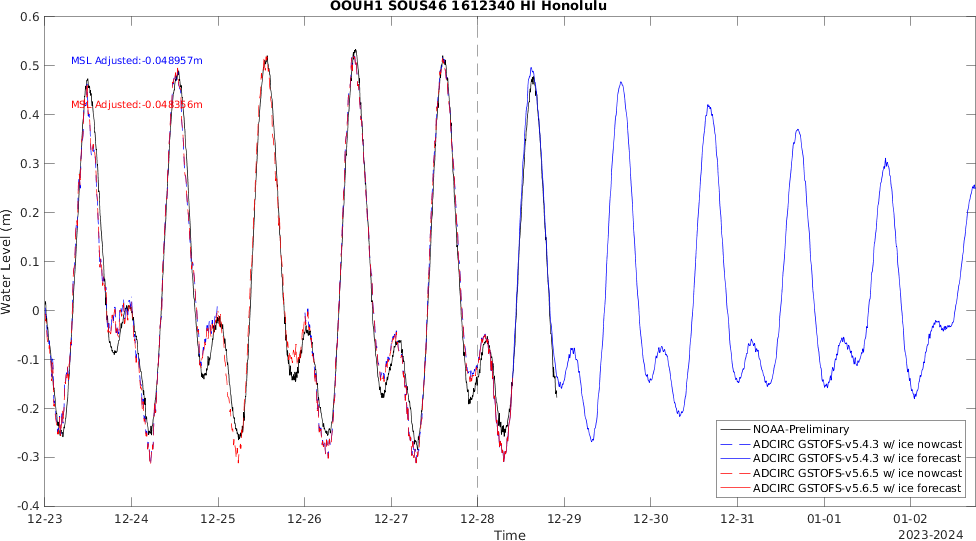 OOUH1 SOUS46 1612340 HI Honolulu
0.6
0.5
0.4
0.3
0.2
0.1
0
-0.1
-0.2
-0.3
-0.4
Water Level (m)
MSL Adjusted:-0.048957m
MSL Adjusted:-0.048356m
NOAA-Preliminary
ADCIRC GSTOFS-v5.4.3 w/ ice nowcast
ADCIRC GSTOFS-v5.4.3 w/ ice forecast
ADCIRC GSTOFS-v5.6.5 w/ ice nowcast
ADCIRC GSTOFS-v5.6.5 w/ ice forecast
12-23 12-24 12-25 12-26 12-27 12-28 12-29 12-30 12-31 01-01 01-02
Time
2023-2024